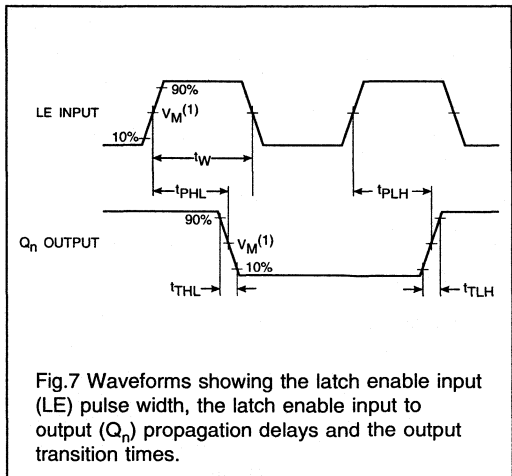 90%
LE INPUT
VM(1)
10%
tW
tPHL
tPLH
90%
Qn OUTPUT
VM(1)
10%
tTHL
tTLH
Fig.7 Waveforms showing the latch enable input
(LE) pulse width, the latch enable input to
output (Qn) propagation delays and the output
transition times.